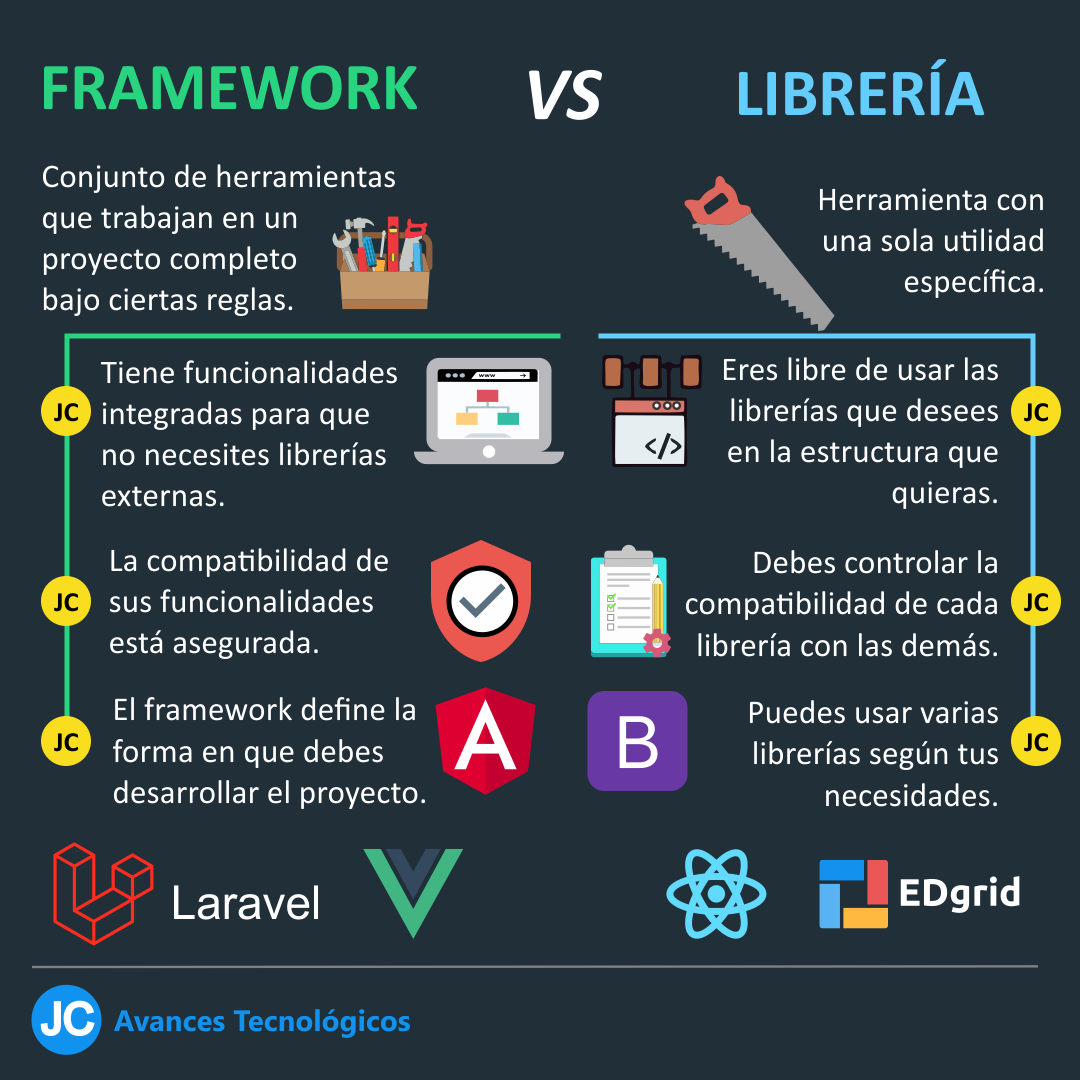 FRAMEWORK
VS
LIBRERÍA
Conjunto de herramientas
que trabajan en un
proyecto completo
bajo ciertas reglas.
Herramienta con
una sola utilidad
específica.
JC
Tiene funcionalidades
integradas para que
no necesites librerías
externas.
www
</>
Eres libre de usar las
librerías que desees
en la estructura que
quieras.
JC
JC
La compatibilidad de
sus funcionalidades
está asegurada.
Debes controlar la
compatibilidad de cada
librería con las demás.
JC
JC
El framework define la
forma en que debes
desarrollar el proyecto.
A
B
Puedes usar varias
librerías según tus
necesidades.
JC
Laravel
EDgrid
JC Avances Tecnológicos